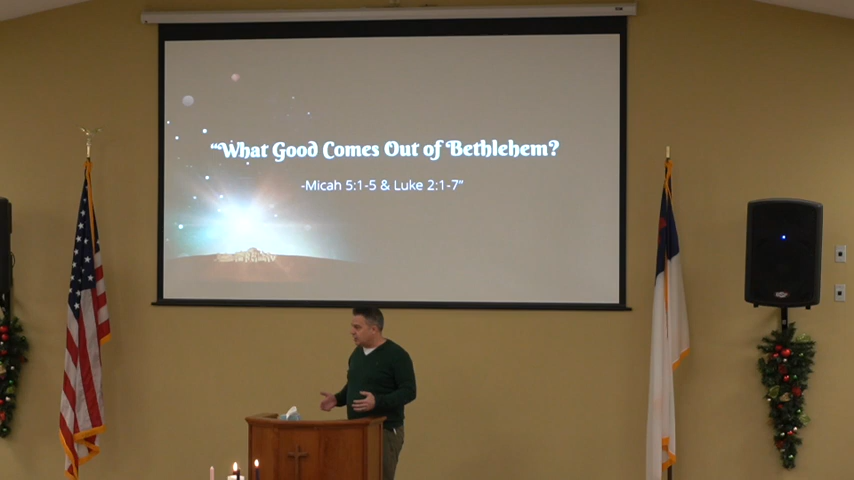 “What Good Comes Out of Bethlehem?
-Micah 5:1-5 & Luke 2:1-7”